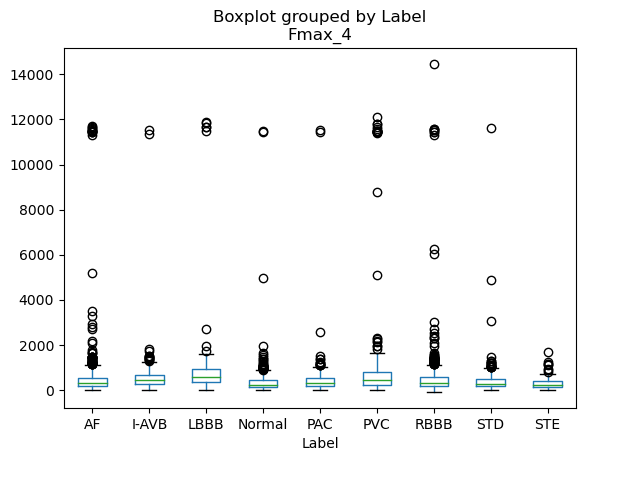 Boxplot grouped by Label
Fmax_4
14000
12000
10000
8000
6000
4000
2000
0
AF I-AVB LBBB Normal PAC PVC RBBB STD STE
Label